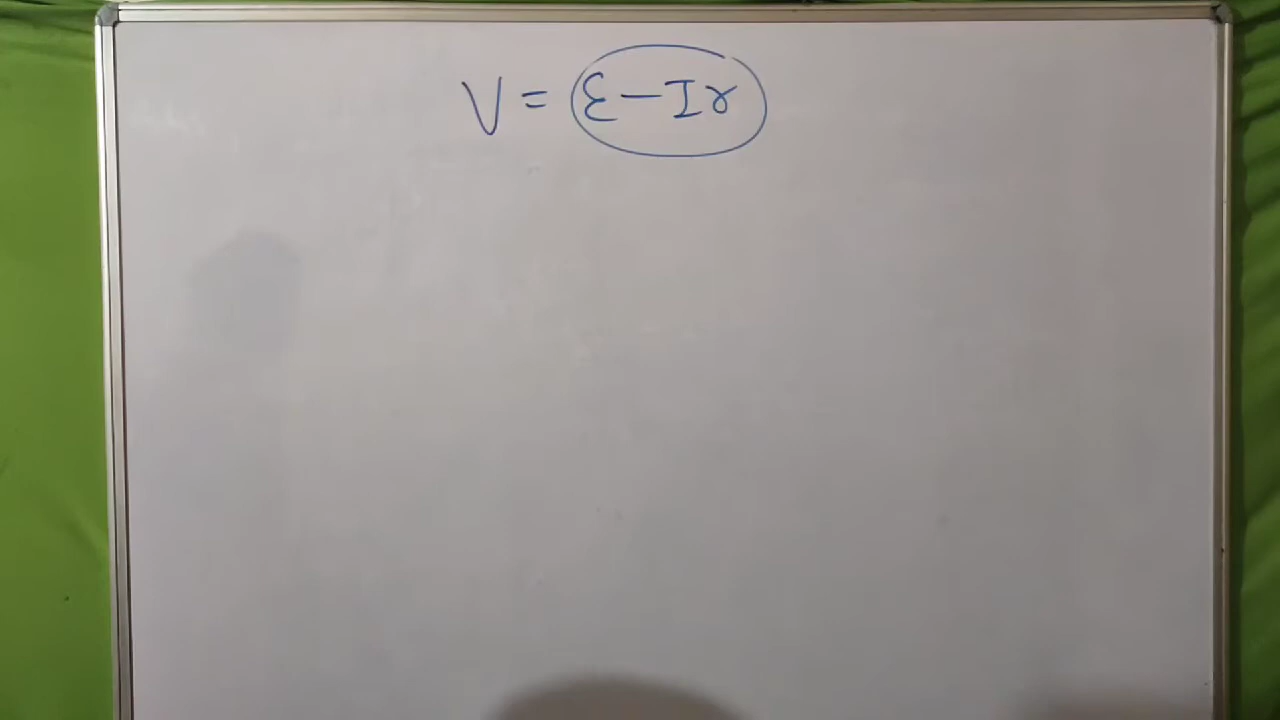 V = ε - Ir